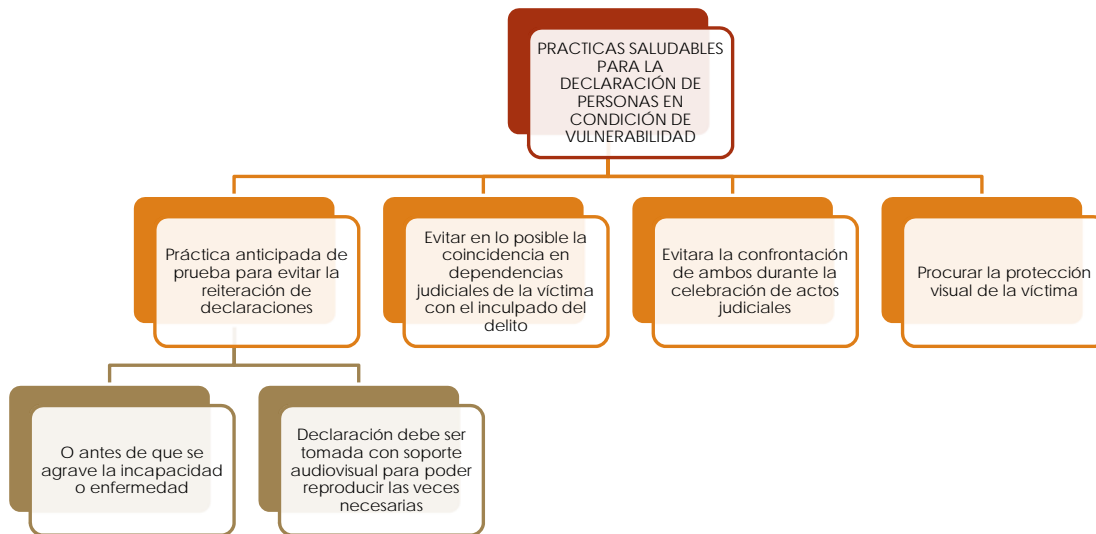 PRACTICAS SALUDABLES
PARA LA
DECLARACIÓN DE
PERSONAS EN
CONDICIÓN DE
VULNERABILIDAD
Práctica anticipada de
prueba para evitar la
reiteración de
declaraciones
Evitar en lo posible la
coincidencia en
dependencias
judiciales de la víctima
con el inculpado del
delito
Evitara la confrontación
de ambos durante la
celebración de actos
judiciales
Procurar la protección
visual de la víctima
O antes de que se
agrave la incapacidad
o enfermedad
Declaración debe ser
tomada con soporte
audiovisual para poder
reproducir las veces
necesarias